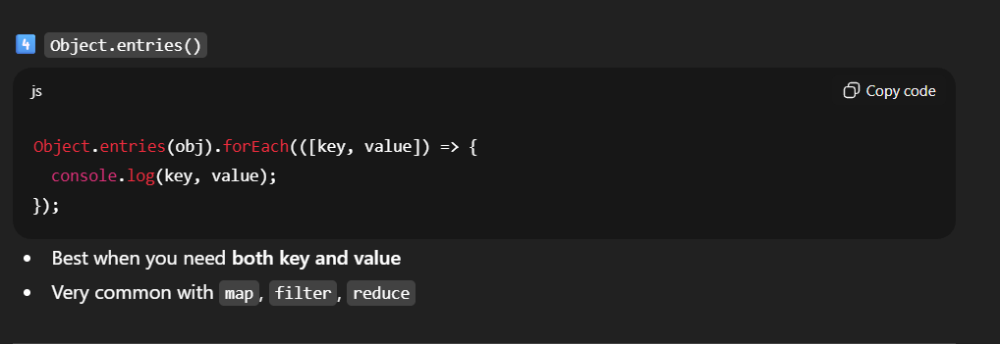 4 Object.entries()
js
Copy code
Object.entries(obj).forEach(([key, value]) => {
  console.log(key, value);
});
• Best when you need both key and value
• Very common with map, filter, reduce